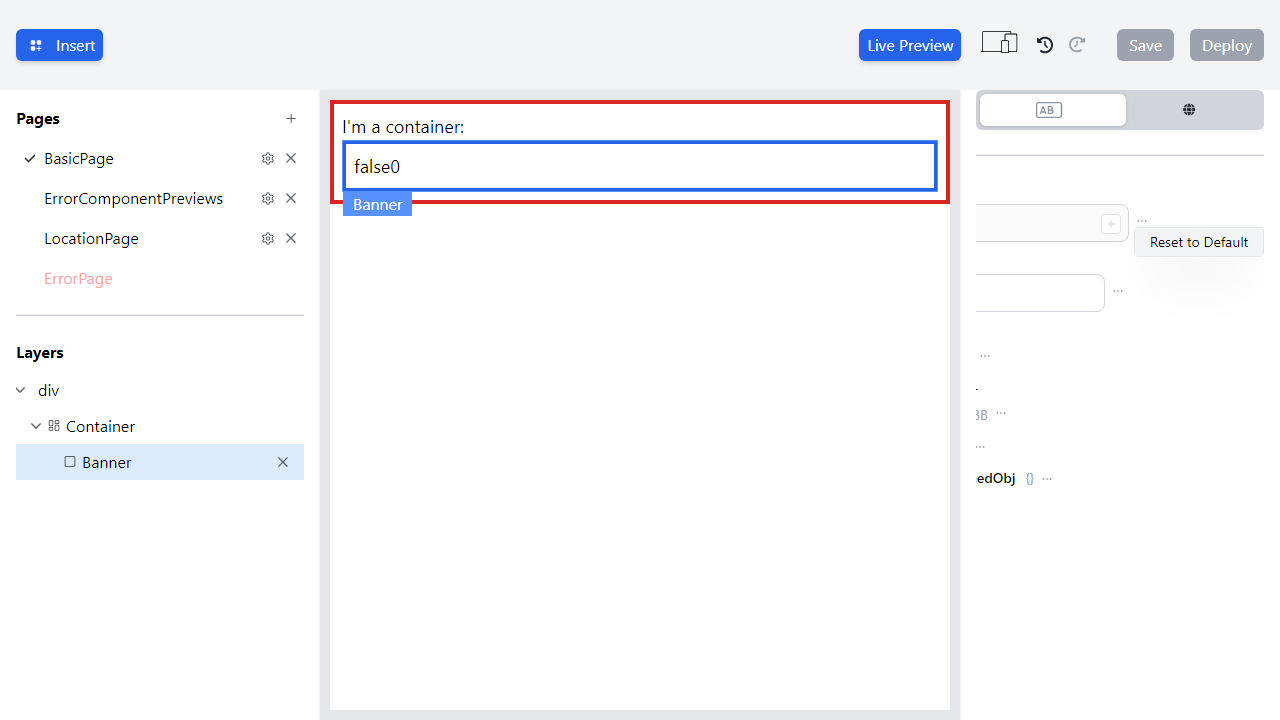 Insert
Live Preview
Save
Deploy
Pages
BasicPage
ErrorComponentPreviews
LocationPage
ErrorPage
Layers
div
Container
Banner
I'm a container:
false0
Banner
AB
Reset to Default
edObj {}